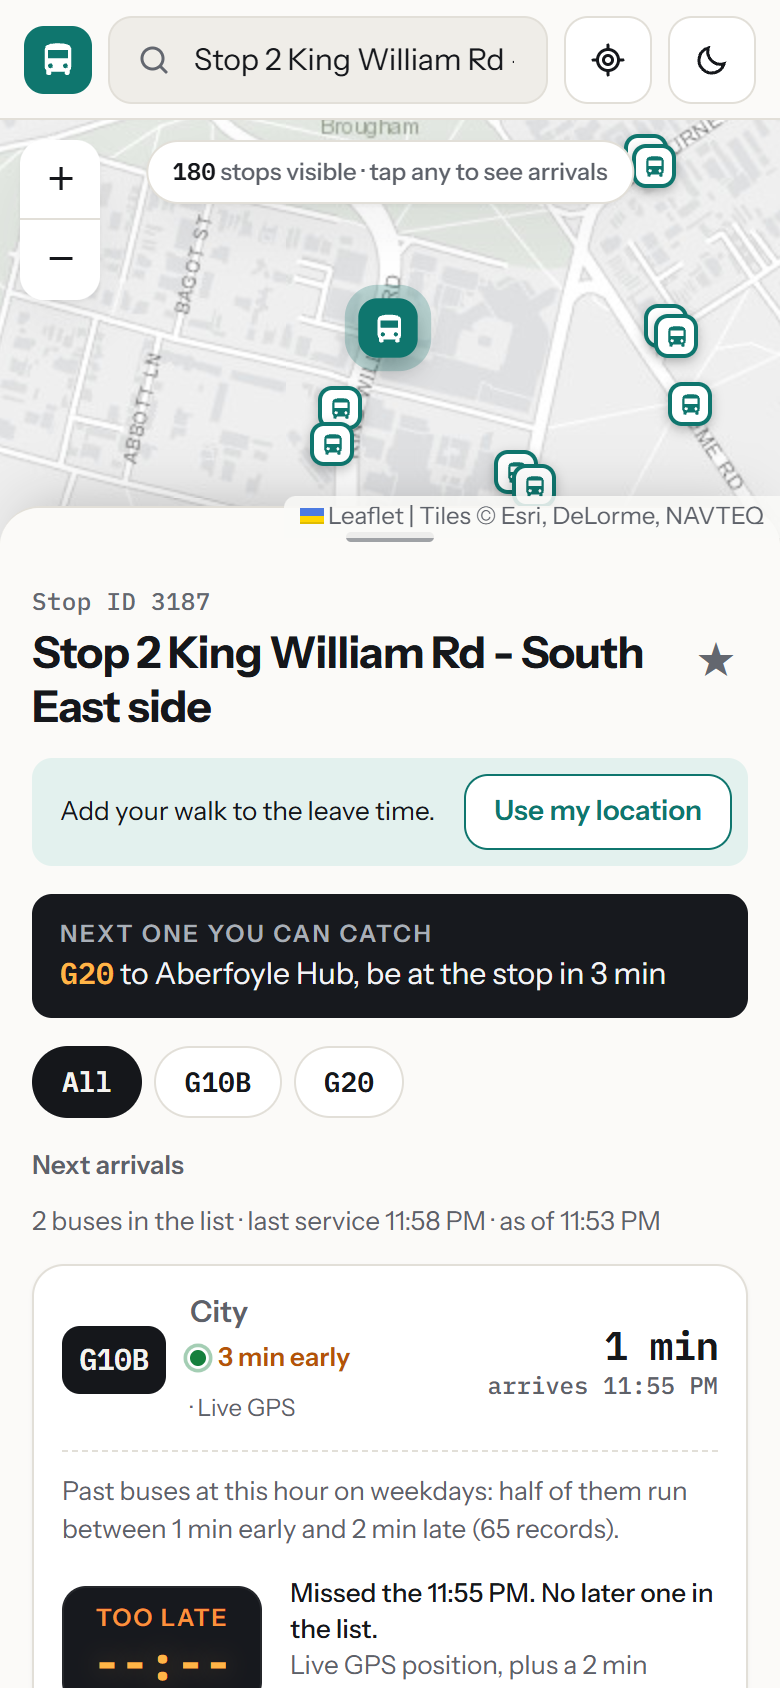 Stop 2 King William Rd
Brougham
180 stops visible · tap any to see arrivals
BAGOT ST
RD
ABBOTT LN
Leaflet | Tiles © Esri, DeLorme, NAVTEQ
Stop ID 3187
Stop 2 King William Rd - South
East side
Add your walk to the leave time.
Use my location
NEXT ONE YOU CAN CATCH
G20 to Aberfoyle Hub, be at the stop in 3 min
All
G10B
G20
Next arrivals
2 buses in the list · last service 11:58 PM · as of 11:53 PM
City
G10B
3 min early
· Live GPS
1 min
arrives 11:55 PM
Past buses at this hour on weekdays: half of them run
between 1 min early and 2 min late (65 records).
TOO LATE
--:--
Missed the 11:55 PM. No later one in
the list.
Live GPS position, plus a 2 min